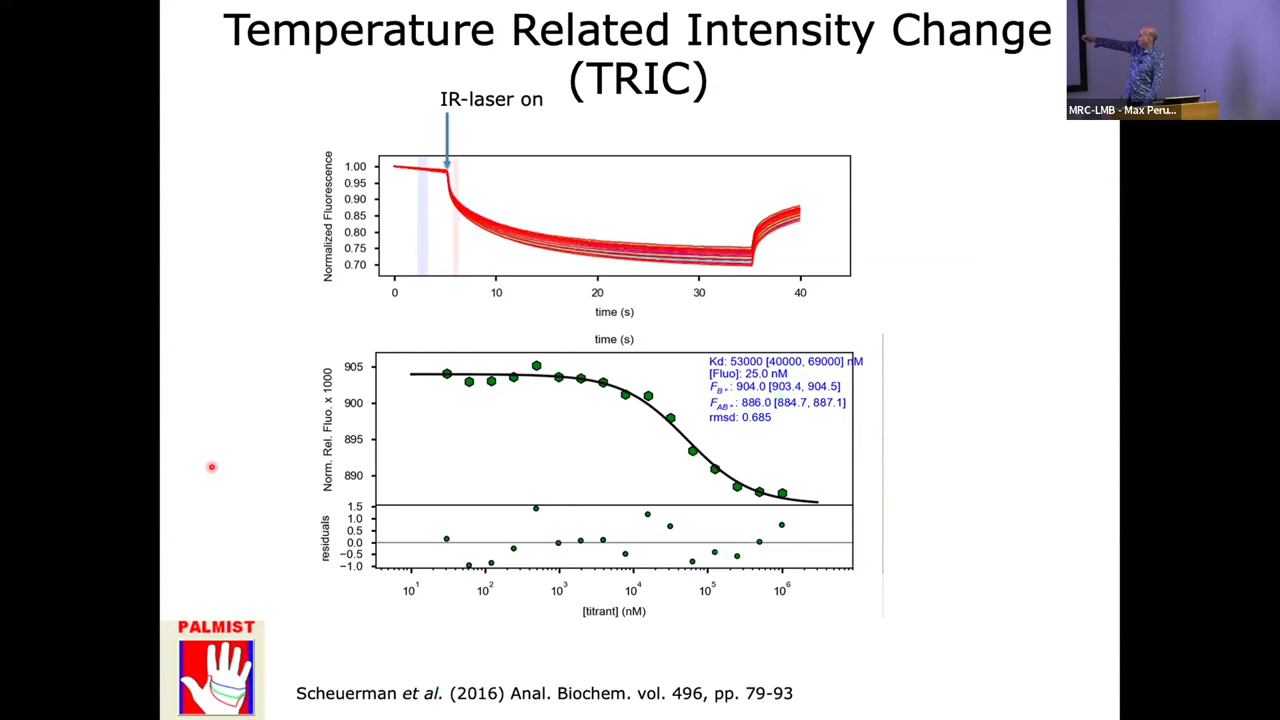 Temperature Related Intensity Change
(TRIC)
MRC-LMB - Max Peru...
IR-laser on
Normalized Fluorescence
1.00
0.95
0.90
0.85
0.80
0.75
0.70
0 10 20 30 40
time (s)
time (s)
Norm. Rel. Fluo. x 1000
905
900
895
890
Kd: 53000 [40000, 69000] nM
[Fluo]: 25.0 nM
F_B*: 904.0 [903.4, 904.5]
F_AB*: 886.0 [884.7, 887.1]
rmsd: 0.685
residuals
1.5
1.0
0.5
0.0
−0.5
−1.0
10¹ 10² 10³ 10⁴ 10⁵ 10⁶
[titrant] (nM)
PALMIST
Scheuerman et al. (2016) Anal. Biochem. vol. 496, pp. 79-93